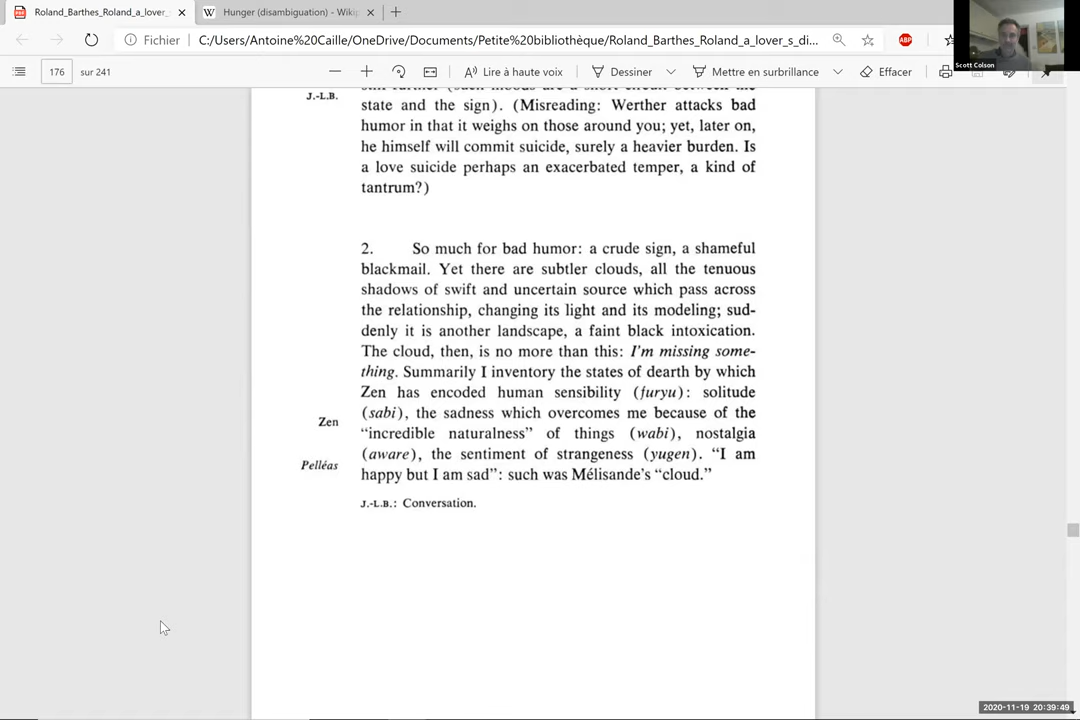 Roland_Barthes_Roland_a_lover_
Hunger (disambiguation) - Wikip
Fichier
C:/Users/Antoine%20Caille/OneDrive/Documents/Petite%20bibliothèque/Roland_Barthes_Roland_a_lover_s_di...
ABP
Scott Colson
176 sur 241
Lire à haute voix
Dessiner
Mettre en surbrillance
Effacer
J.-L.B.
state and the sign). (Misreading: Werther attacks bad
humor in that it weighs on those around you; yet, later on,
he himself will commit suicide, surely a heavier burden. Is
a love suicide perhaps an exacerbated temper, a kind of
tantrum?)
2. So much for bad humor: a crude sign, a shameful
blackmail. Yet there are subtler clouds, all the tenuous
shadows of swift and uncertain source which pass across
the relationship, changing its light and its modeling; sud-
denly it is another landscape, a faint black intoxication.
The cloud, then, is no more than this: I'm missing some-
thing. Summarily I inventory the states of dearth by which
Zen has encoded human sensibility (furyu): solitude
(sabi), the sadness which overcomes me because of the
Zen
"incredible naturalness" of things (wabi), nostalgia
(aware), the sentiment of strangeness (yugen). "I am
Pelléas
happy but I am sad": such was Mélisande's "cloud."
J.-L.B.: Conversation.
2020-11-19 20:39:49